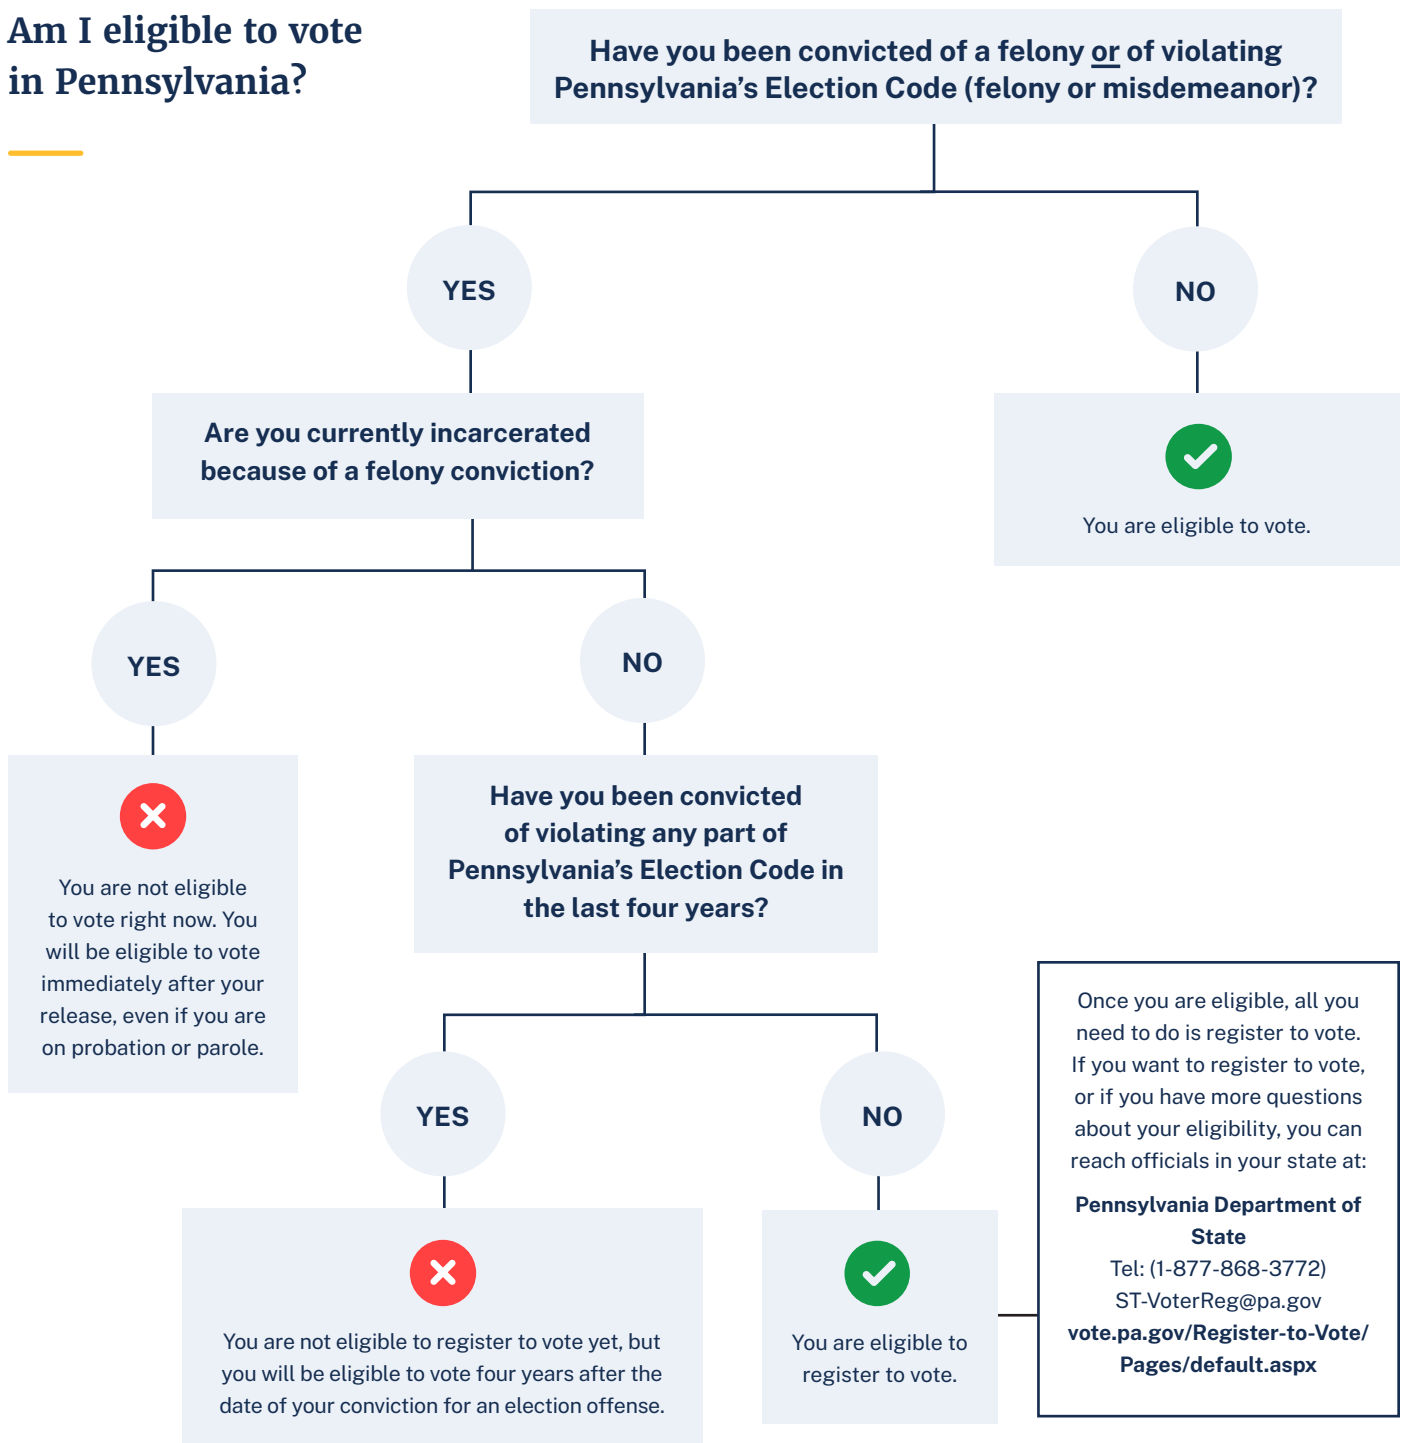 Am I eligible to vote
in Pennsylvania?
Have you been convicted of a felony or of violating
Pennsylvania’s Election Code (felony or misdemeanor)?
YES
NO
Are you currently incarcerated
because of a felony conviction?
You are eligible to vote.
YES
NO
You are not eligible
to vote right now. You
will be eligible to vote
immediately after your
release, even if you are
on probation or parole.
Have you been convicted
of violating any part of
Pennsylvania’s Election Code in
the last four years?
YES
NO
You are not eligible to register to vote yet, but
you will be eligible to vote four years after the
date of your conviction for an election offense.
You are eligible to
register to vote.
Once you are eligible, all you
need to do is register to vote.
If you want to register to vote,
or if you have more questions
about your eligibility, you can
reach officials in your state at:
Pennsylvania Department of
State
Tel: (1-877-868-3772)
ST-VoterReg@pa.gov
vote.pa.gov/Register-to-Vote/
Pages/default.aspx